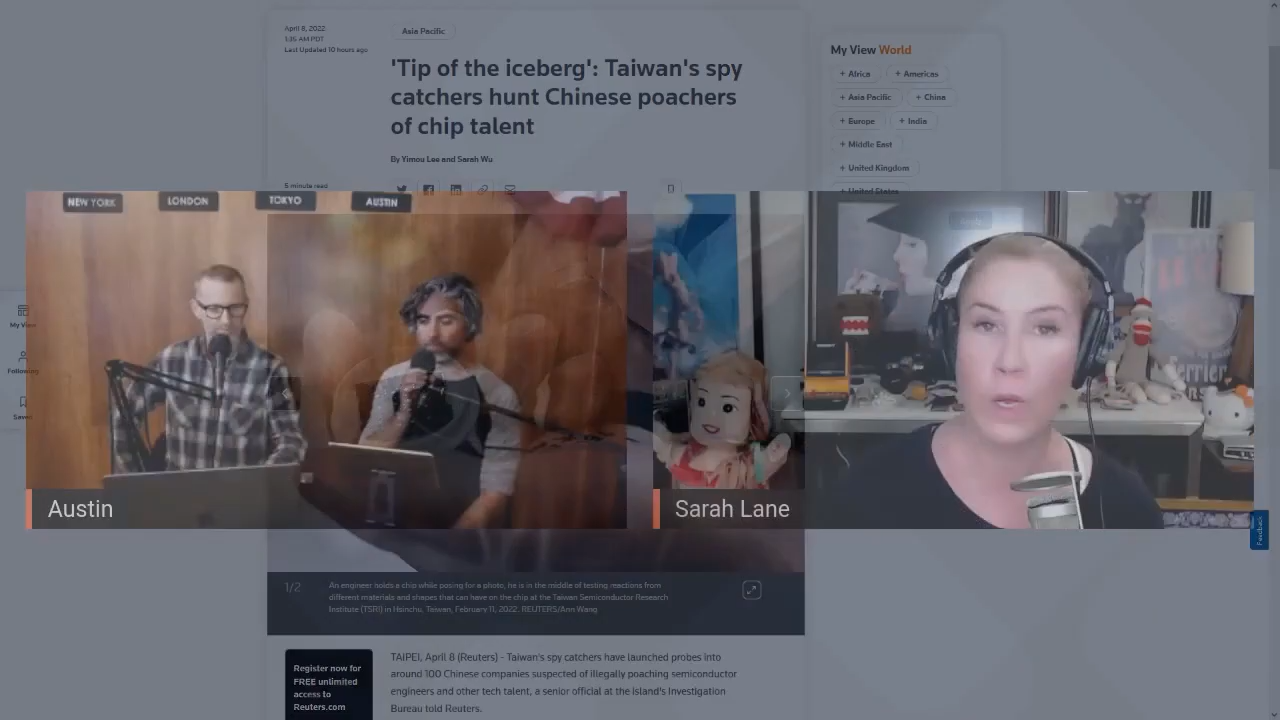 April 8, 2022
1:35 AM PDT
Last Updated 10 hours ago
Asia Pacific
'Tip of the iceberg': Taiwan's spy
catchers hunt Chinese poachers
of chip talent
By Yimou Lee and Sarah Wu
5 minute read
My View World
+ Africa
+ Americas
+ Asia Pacific
+ China
+ Europe
+ India
+ Middle East
+ United Kingdom
+ United States
NEW YORK
LONDON
TOKYO
AUSTIN
My View
Following
Saved
Austin
Sarah Lane
Feedback
1/2
An engineer holds a chip while posing for a photo, he is in the middle of testing reactions from
different materials and shapes that can have on the chip at the Taiwan Semiconductor Research
Institute (TSRI) in Hsinchu, Taiwan, February 11, 2022. REUTERS/Ann Wang
Register now for
FREE unlimited
access to
Reuters.com
TAIPEI, April 8 (Reuters) - Taiwan's spy catchers have launched probes into
around 100 Chinese companies suspected of illegally poaching semiconductor
engineers and other tech talent, a senior official at the island's Investigation
Bureau told Reuters.